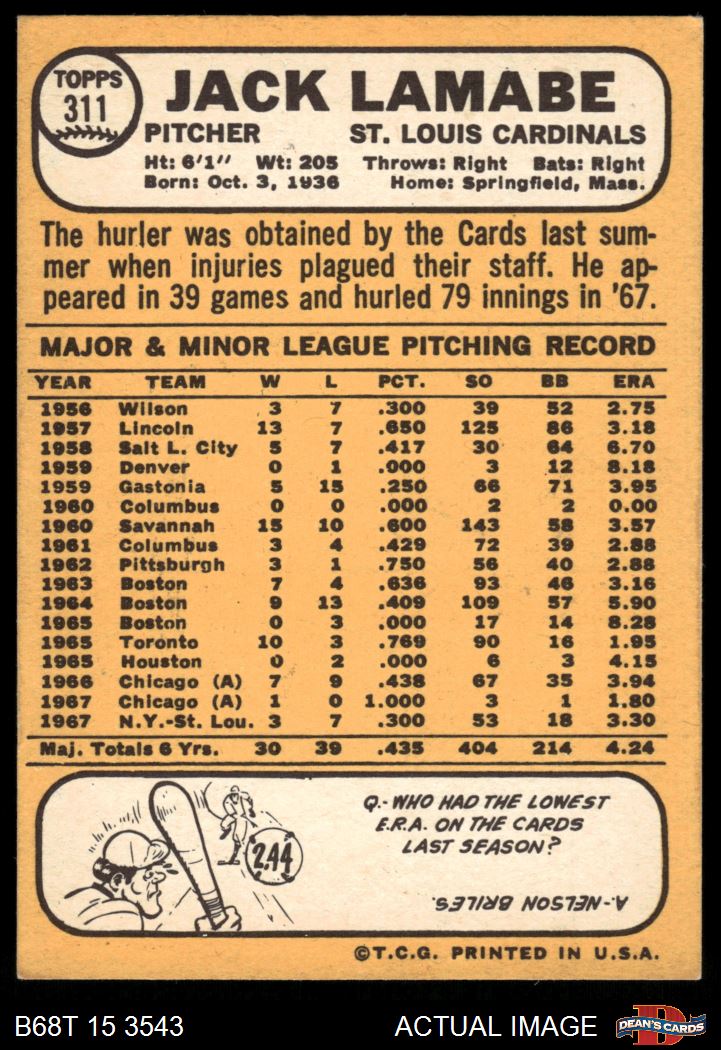 TOPPS
311
JACK LAMABE
PITCHER ST. LOUIS CARDINALS
Ht: 6'1" Wt: 205 Throws: Right Bats: Right
Born: Oct. 3, 1936 Home: Springfield, Mass.
The hurler was obtained by the Cards last sum-
mer when injuries plagued their staff. He ap-
peared in 39 games and hurled 79 innings in '67.
MAJOR & MINOR LEAGUE PITCHING RECORD
YEAR TEAM W L PCT. SO BB ERA
1956 Wilson 3 7 .300 39 52 2.75
1957 Lincoln 13 7 .650 125 86 3.18
1958 Salt L. City 5 7 .417 30 64 6.70
1959 Denver 0 1 .000 3 12 8.18
1959 Gastonia 5 15 .250 66 71 3.95
1960 Columbus 0 0 .000 2 2 0.00
1960 Savannah 15 10 .600 143 58 3.57
1961 Columbus 3 4 .429 72 39 2.88
1962 Pittsburgh 3 1 .750 56 40 2.88
1963 Boston 7 4 .636 93 46 3.16
1964 Boston 9 13 .409 109 57 5.90
1965 Boston 0 3 .000 17 14 8.28
1965 Toronto 10 3 .769 90 16 1.95
1965 Houston 0 2 .000 6 3 4.15
1966 Chicago (A) 7 9 .438 67 35 3.94
1967 Chicago (A) 1 0 1.000 3 1 1.80
1967 N.Y.-St. Lou. 3 7 .300 53 18 3.30
Maj. Totals 6 Yrs. 30 39 .435 404 214 4.24
2.44
Q.- WHO HAD THE LOWEST
E.R.A. ON THE CARDS
LAST SEASON?
A.-NELSON BRILES.
©T.C.G. PRINTED IN U.S.A.
B68T 15 3543 ACTUAL IMAGE
D
DEAN'S CARDS